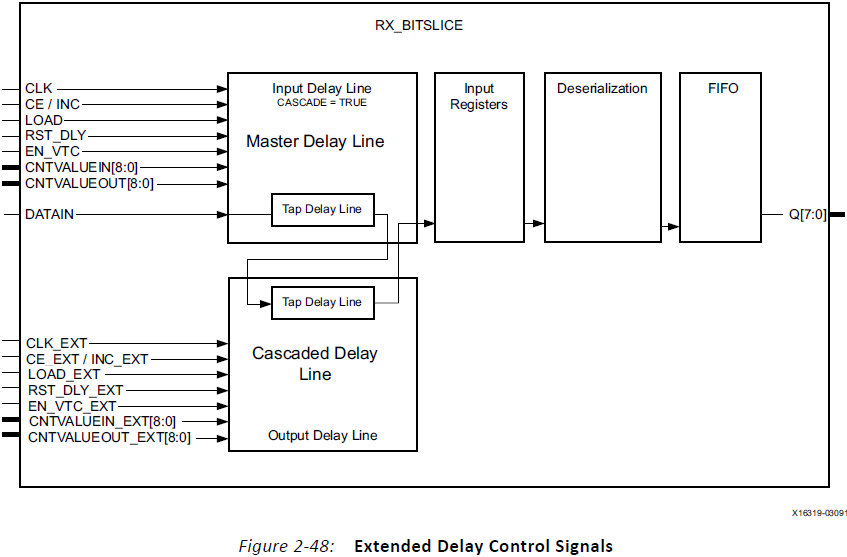 RX_BITSLICE
CLK
CE / INC
LOAD
RST_DLY
EN_VTC
CNTVALUEIN[8:0]
CNTVALUEOUT[8:0]
DATAIN
Input Delay Line
CASCADE = TRUE
Master Delay Line
Tap Delay Line
Input
Registers
Deserialization
FIFO
Q[7:0]
Tap Delay Line
Cascaded Delay
Line
Output Delay Line
CLK_EXT
CE_EXT / INC_EXT
LOAD_EXT
RST_DLY_EXT
EN_VTC_EXT
CNTVALUEIN_EXT[8:0]
CNTVALUEOUT_EXT[8:0]
X16319-03091
Figure 2-48: Extended Delay Control Signals